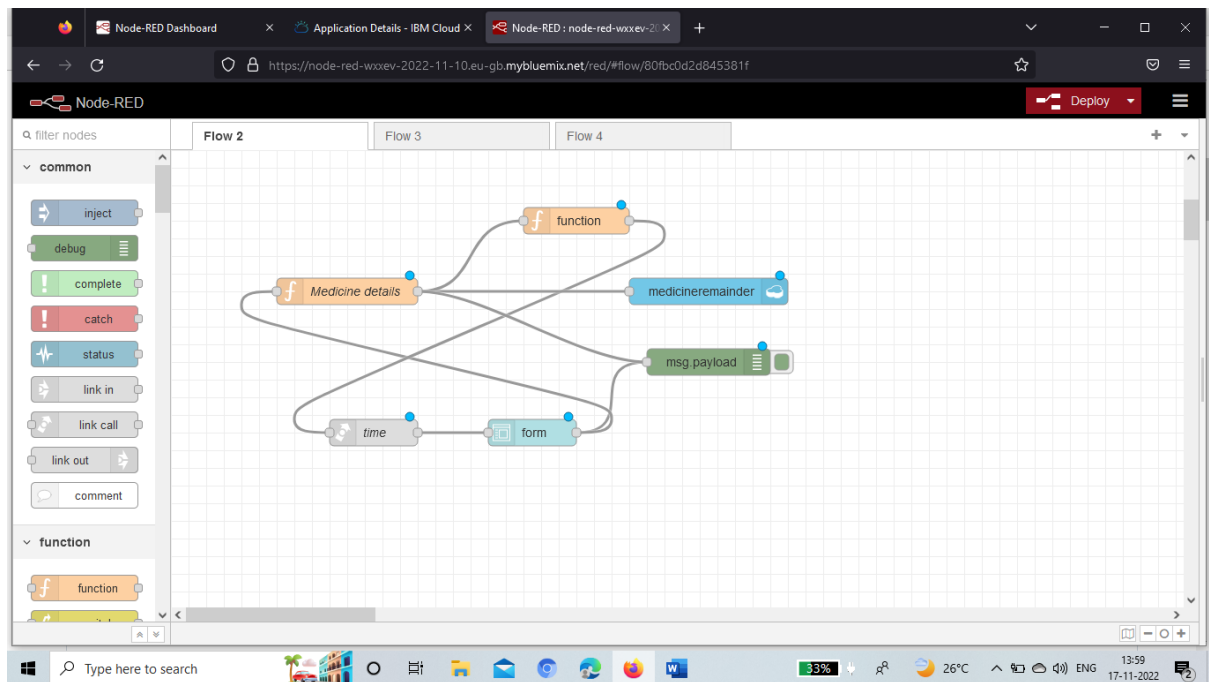 Node-RED Dashboard
Application Details - IBM Cloud
Node-RED : node-red-wxxev-20
https://node-red-wxxev-2022-11-10.eu-gb.mybluemix.net/red/#flow/80fbc0d2d845381f
Node-RED
Deploy
filter nodes
Flow 2
Flow 3
Flow 4
common
inject
debug
complete
catch
status
link in
link call
link out
comment
function
function
function
Medicine details
medicineremainder
msg.payload
time
form
Type here to search
33%
26°C
ENG
13:59
17-11-2022
2